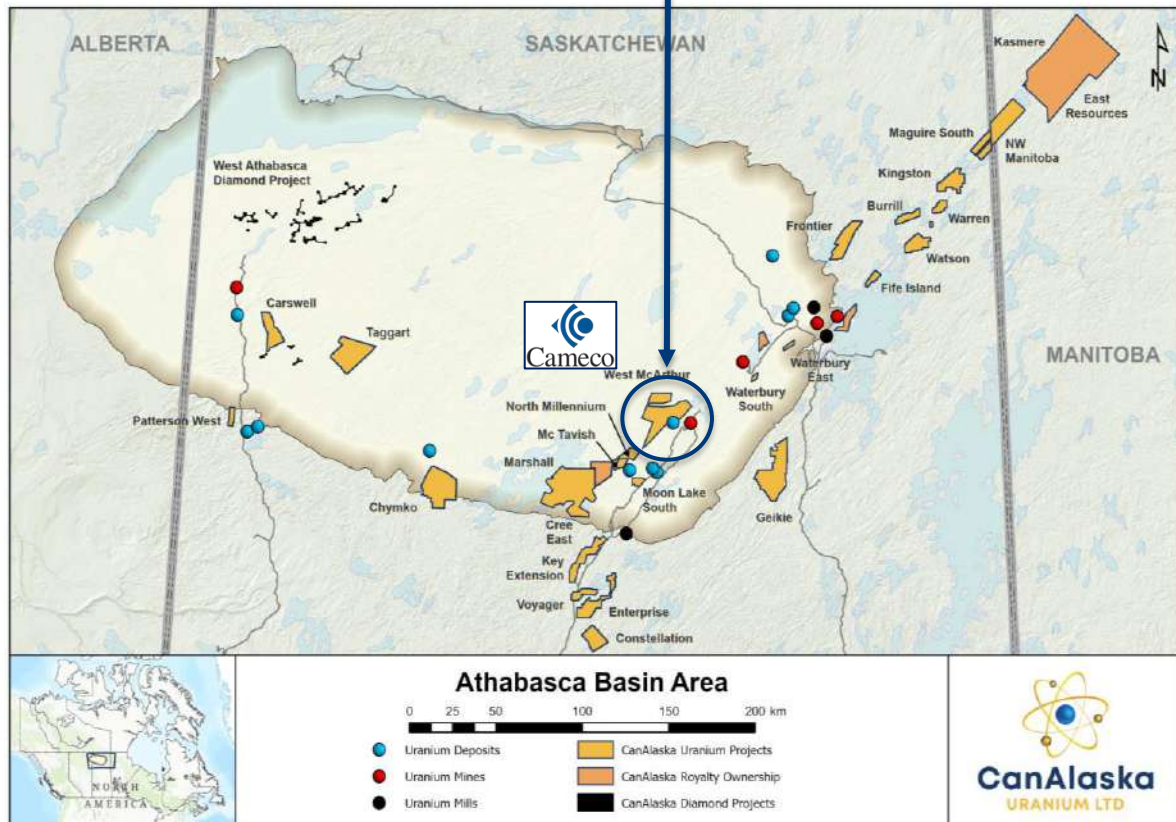 ALBERTA
SASKATCHEWAN
MANITOBA
Kasmere
East
Resources
Maguire South
NW
Manitoba
Kingston
Burrill
Warren
Watson
Frontier
Fife Island
West Athabasca
Diamond Project
Carswell
Taggart
Cameco
West McArthur
Waterbury
East
Waterbury
South
North Millennium
Mc Tavish
Marshall
Patterson West
Chymko
Moon Lake
South
Geikie
Cree
East
Key
Extension
Voyager
Enterprise
Constellation
N
NORTH
AMERICA
Athabasca Basin Area
0 25 50 100 150 200 km
Uranium Deposits
Uranium Mines
Uranium Mills
CanAlaska Uranium Projects
CanAlaska Royalty Ownership
CanAlaska Diamond Projects
CanAlaska
URANIUM LTD